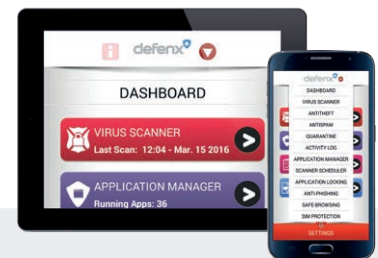 defenx
DASHBOARD
VIRUS SCANNER
Last Scan: 12:04 - Mar. 15 2016
APPLICATION MANAGER
Running Apps: 36
defenx
DASHBOARD
VIRUS SCANNER
ANTITHEFT
ANTISPAM
QUARANTINE
ACTIVITY LOG
APPLICATION MANAGER
SCANNER SCHEDULER
APPLICATION LOCKING
ANTI-PHISHING
SAFE-BROWSING
SIM PROTECTION
SETTINGS